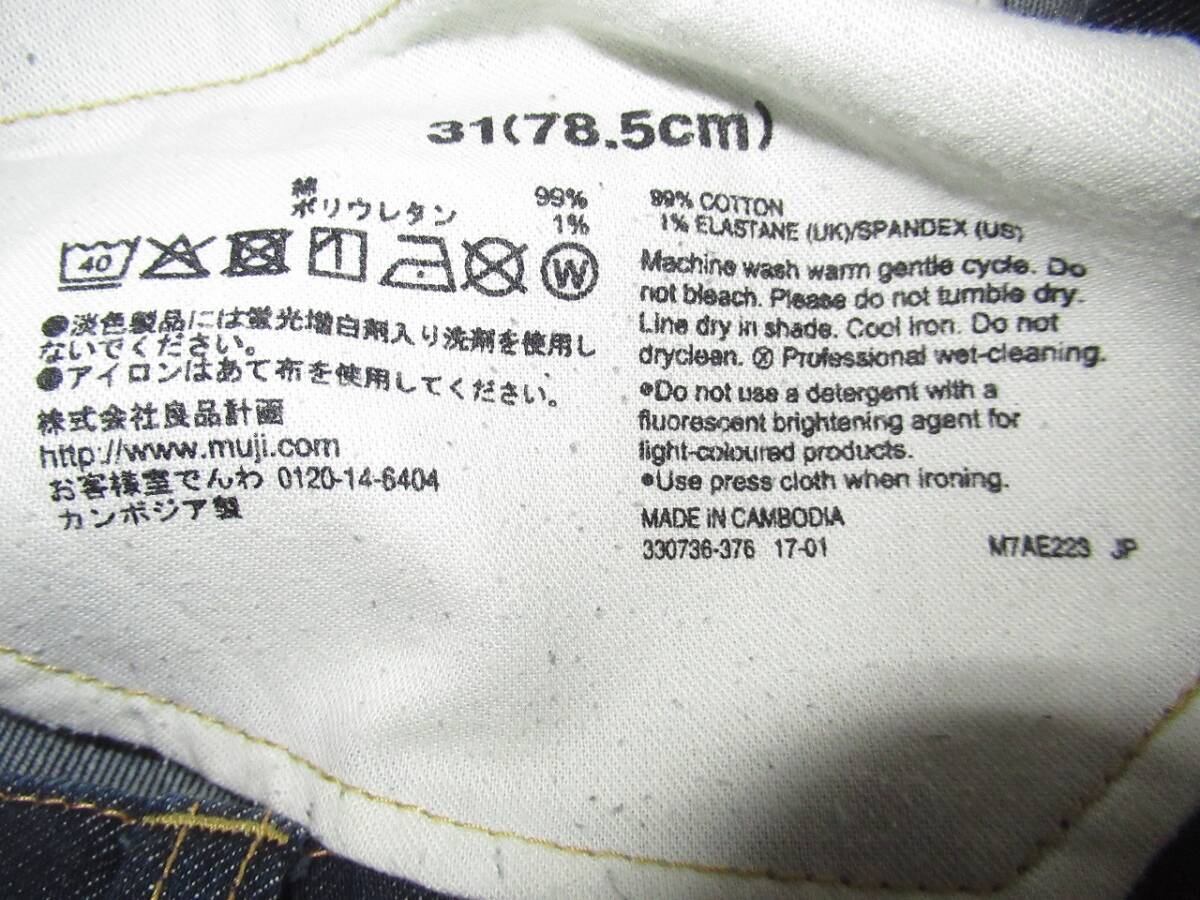 31(78.5cm)
綿 99%
ポリウレタン 1%
40
W
●淡色製品には蛍光増白剤入り洗剤を使用し
ないでください。
●アイロンはあて布を使用してください。
株式会社良品計画
http://www.muji.com
お客様室でんわ 0120-14-6404
カンボジア製
99% COTTON
1% ELASTANE (UK)/SPANDEX (US)
Machine wash warm gentle cycle. Do
not bleach. Please do not tumble dry.
Line dry in shade. Cool iron. Do not
dryclean. Ⓦ Professional wet-cleaning.
●Do not use a detergent with a
fluorescent brightening agent for
light-coloured products.
●Use press cloth when ironing.
MADE IN CAMBODIA
330736-376 17-01 M7AE223 JP